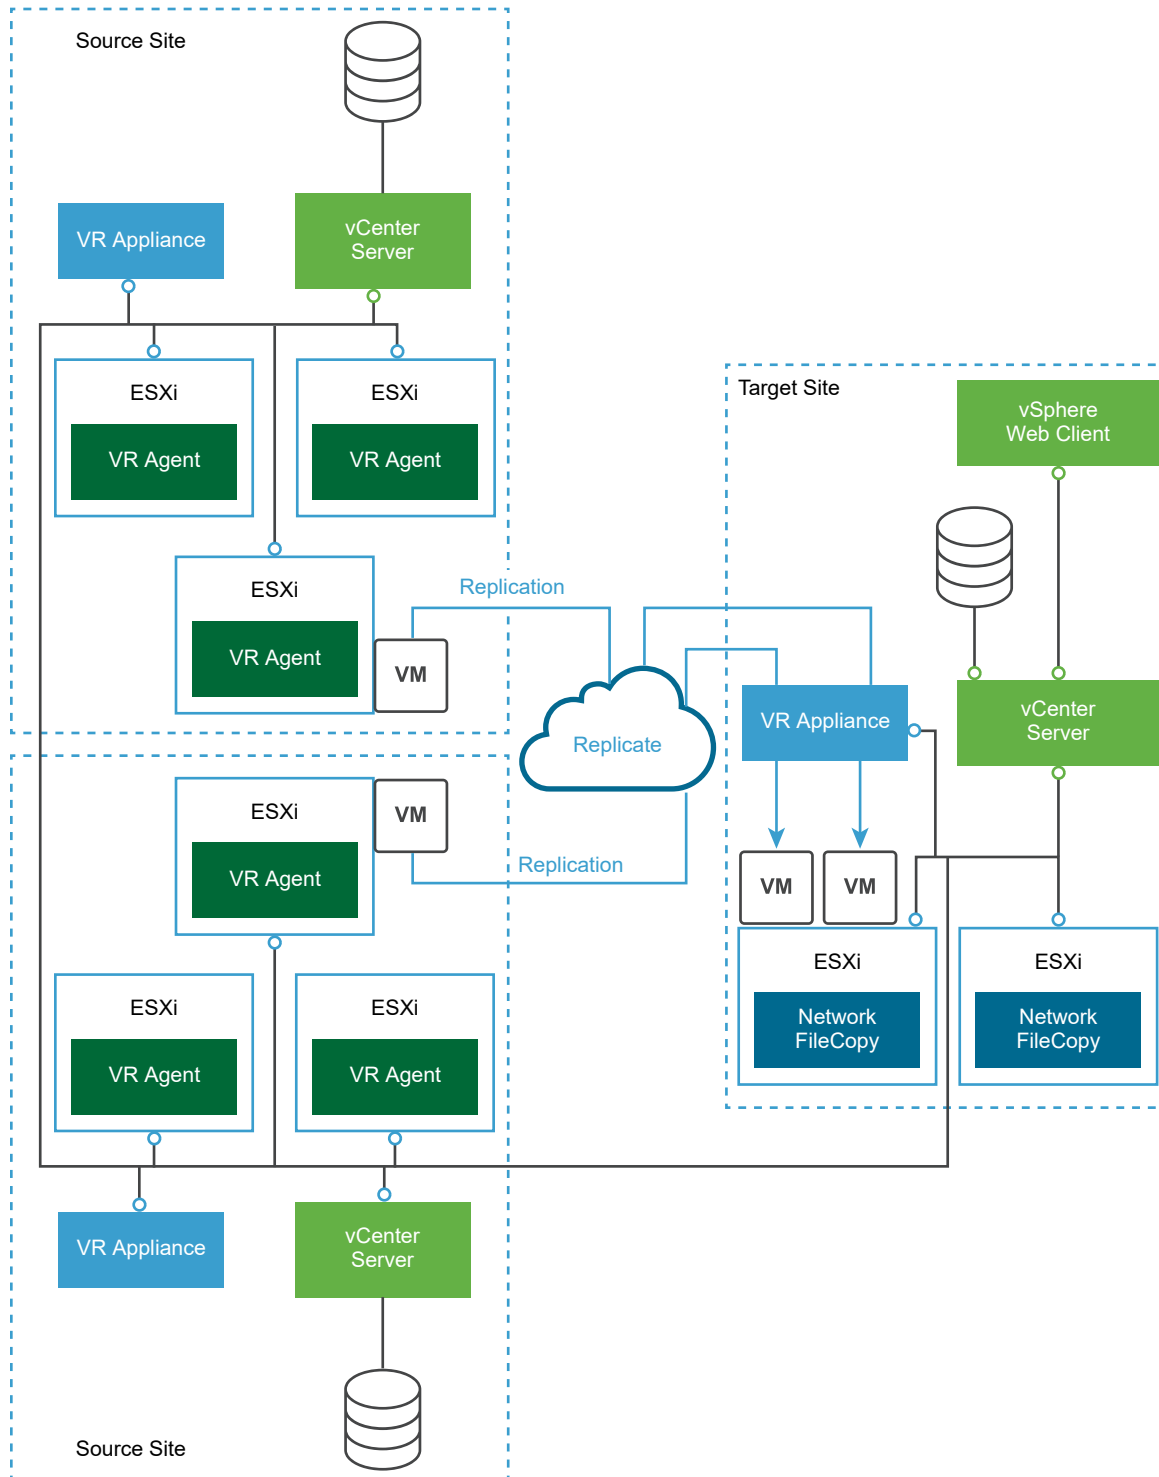 Source Site
VR Appliance
vCenter
Server
ESXi
VR Agent
ESXi
VR Agent
ESXi
VR Agent
VM
Replication
Replicate
Target Site
vSphere
Web Client
VR Appliance
vCenter
Server
VM
VM
ESXi
Network
FileCopy
ESXi
Network
FileCopy
ESXi
VR Agent
VM
Replication
ESXi
VR Agent
ESXi
VR Agent
VR Appliance
vCenter
Server
Source Site